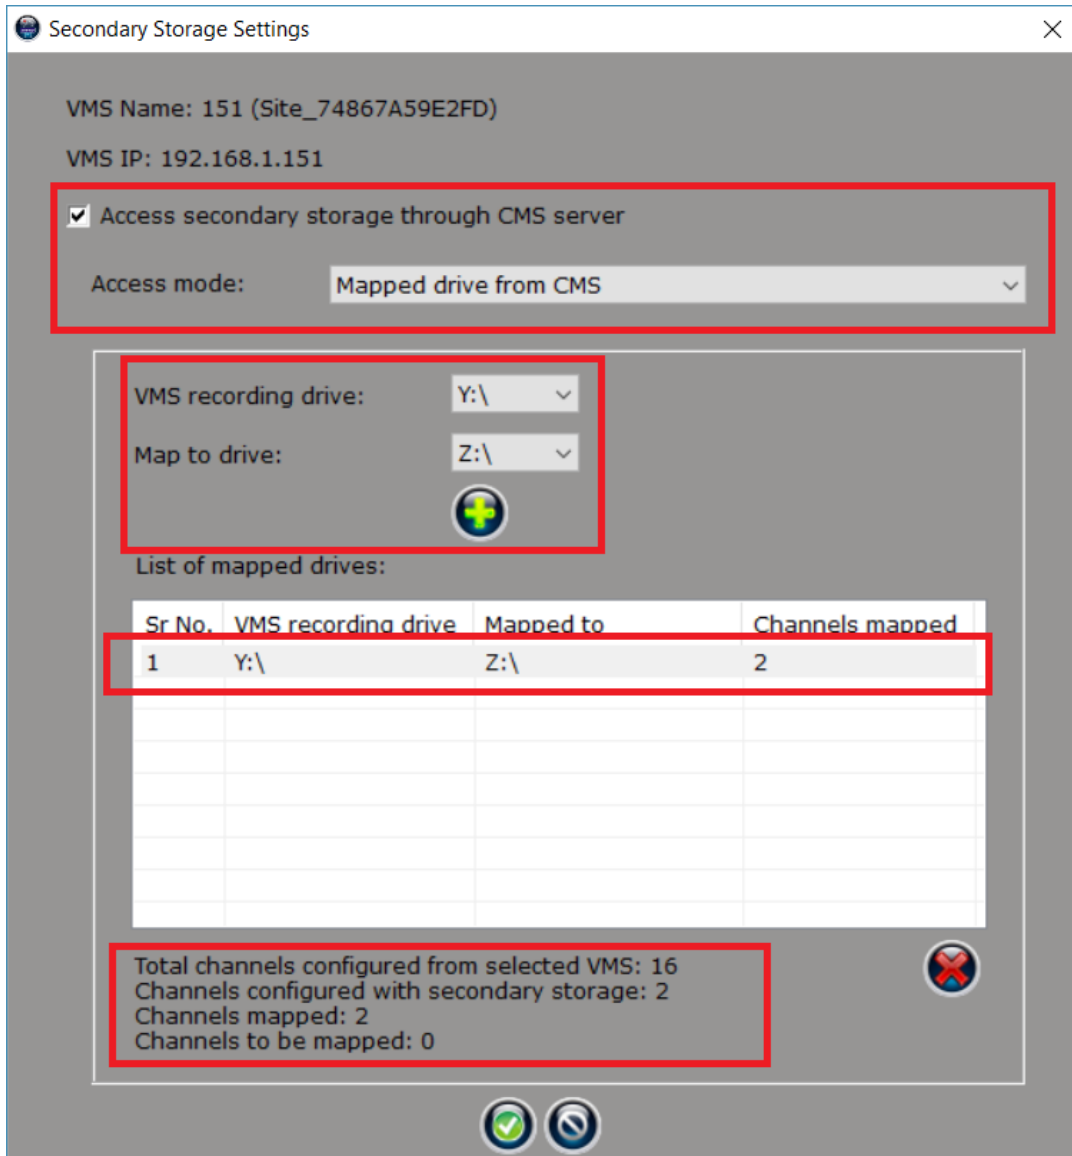 Secondary Storage Settings
VMS Name: 151 (Site_74867A59E2FD)
VMS IP: 192.168.1.151
Access secondary storage through CMS server
Access mode: Mapped drive from CMS
VMS recording drive: Y:\
Map to drive: Z:\
List of mapped drives:
Sr No. VMS recording drive Mapped to Channels mapped
1 Y:\ Z:\ 2
Total channels configured from selected VMS: 16
Channels configured with secondary storage: 2
Channels mapped: 2
Channels to be mapped: 0